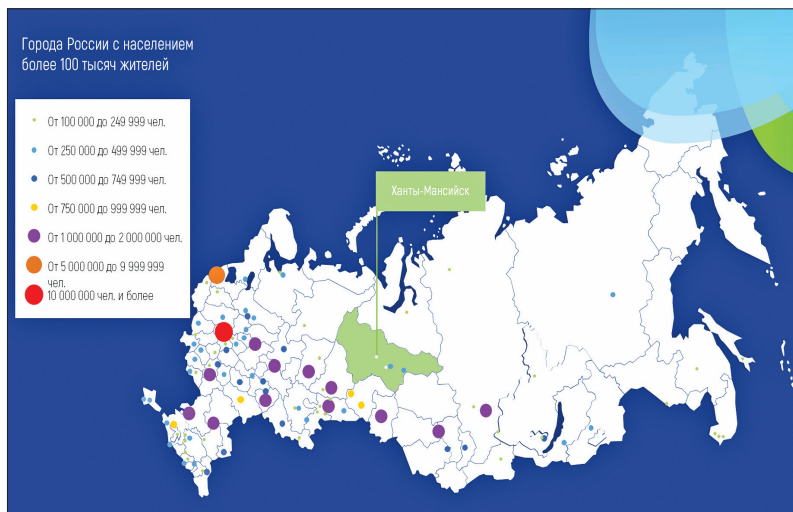 Города России с населением
более 100 тысяч жителей
От 100 000 до 249 999 чел.
От 250 000 до 499 999 чел.
От 500 000 до 749 999 чел.
От 750 000 до 999 999 чел.
От 1 000 000 до 2 000 000 чел.
От 5 000 000 до 9 999 999
чел.
10 000 000 чел. и более
Ханты-Мансийск